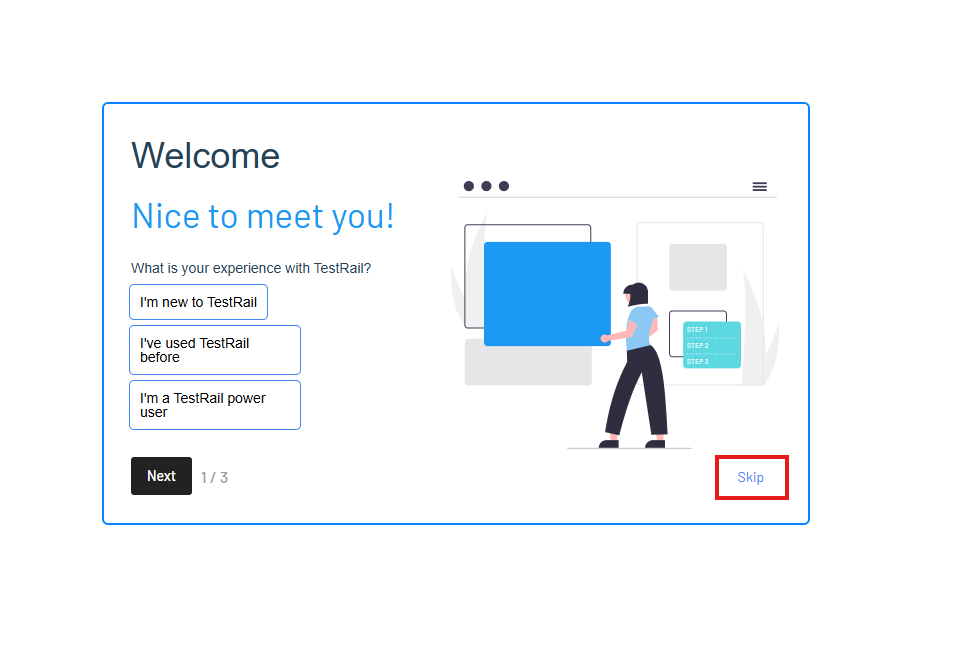 Welcome
Nice to meet you!
What is your experience with TestRail?
I'm new to TestRail
I've used TestRail
before
I'm a TestRail power
user
STEP 1
STEP 2
STEP 3
Next
1 / 3
Skip